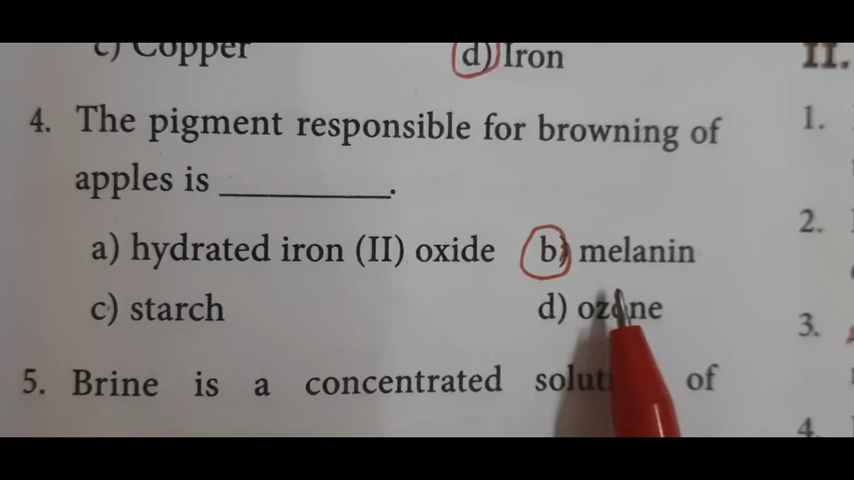 c) Copper
d) Iron
II.
4. The pigment responsible for browning of
apples is __________.
a) hydrated iron (II) oxide b) melanin
c) starch d) ozone
5. Brine is a concentrated of
1.
2.
3.
4.